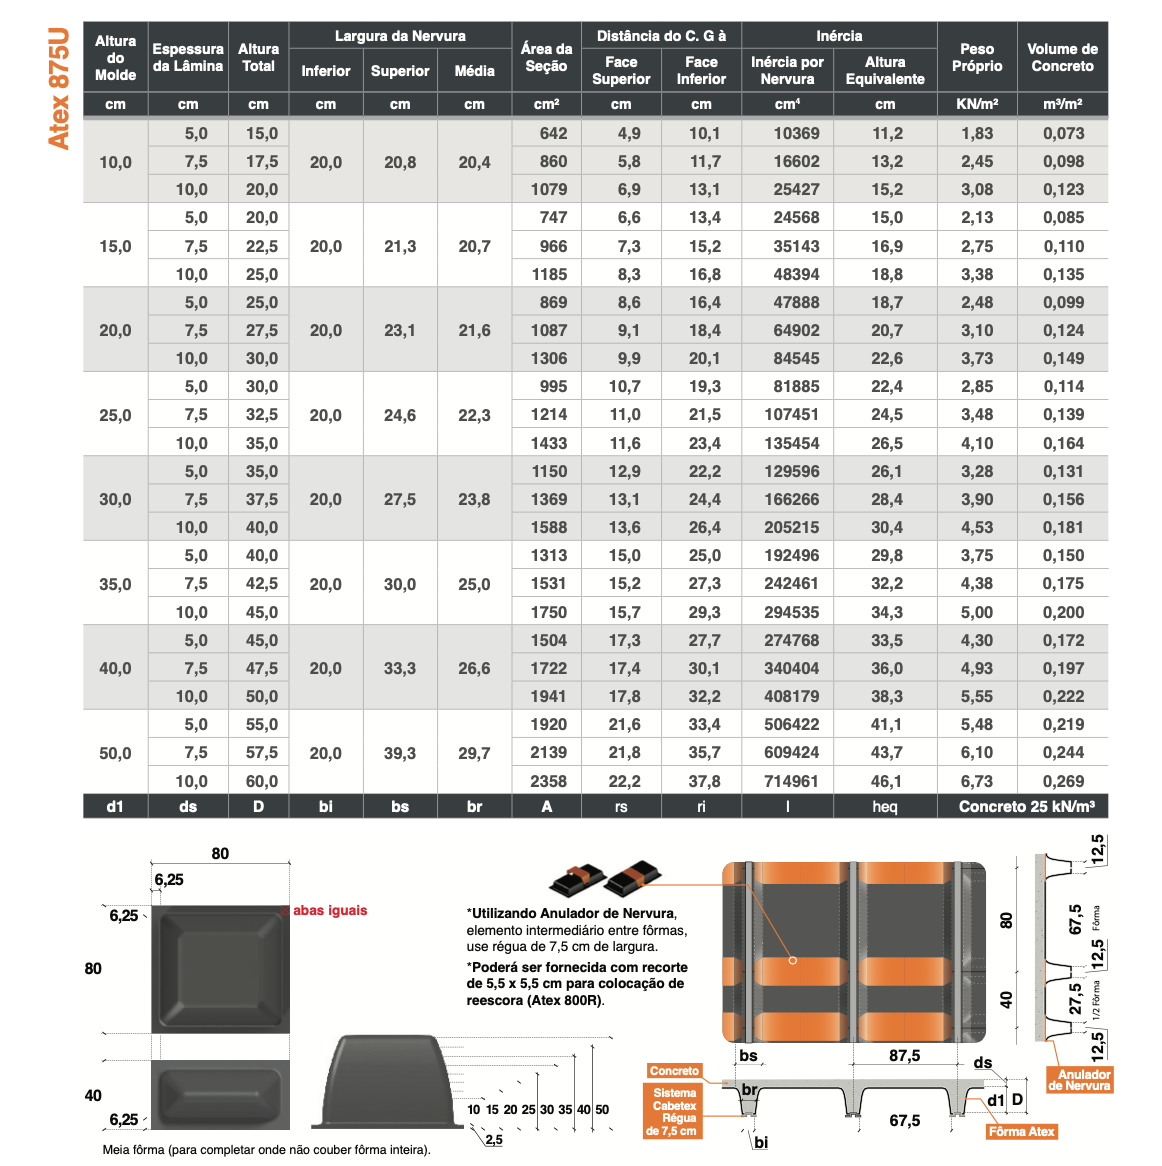 Atex 875U
Altura do Molde Espessura da Lâmina Altura Total Largura da Nervura Área da Seção Distância do C. G à Inércia Peso Próprio Volume de Concreto
Inferior Superior Média Face Superior Face Inferior Inércia por Nervura Altura Equivalente
cm cm cm cm cm cm cm² cm cm cm⁴ cm KN/m² m³/m²
5,0 15,0 642 4,9 10,1 10369 11,2 1,83 0,073
10,0 7,5 17,5 20,0 20,8 20,4 860 5,8 11,7 16602 13,2 2,45 0,098
10,0 20,0 1079 6,9 13,1 25427 15,2 3,08 0,123
5,0 20,0 747 6,6 13,4 24568 15,0 2,13 0,085
15,0 7,5 22,5 20,0 21,3 20,7 966 7,3 15,2 35143 16,9 2,75 0,110
10,0 25,0 1185 8,3 16,8 48394 18,8 3,38 0,135
5,0 25,0 869 8,6 16,4 47888 18,7 2,48 0,099
20,0 7,5 27,5 20,0 23,1 21,6 1087 9,1 18,4 64902 20,7 3,10 0,124
10,0 30,0 1306 9,9 20,1 84545 22,6 3,73 0,149
5,0 30,0 995 10,7 19,3 81885 22,4 2,85 0,114
25,0 7,5 32,5 20,0 24,6 22,3 1214 11,0 21,5 107451 24,5 3,48 0,139
10,0 35,0 1433 11,6 23,4 135454 26,5 4,10 0,164
5,0 35,0 1150 12,9 22,2 129596 26,1 3,28 0,131
30,0 7,5 37,5 20,0 27,5 23,8 1369 13,1 24,4 166266 28,4 3,90 0,156
10,0 40,0 1588 13,6 26,4 205215 30,4 4,53 0,181
5,0 40,0 1313 15,0 25,0 192496 29,8 3,75 0,150
35,0 7,5 42,5 20,0 30,0 25,0 1531 15,2 27,3 242461 32,2 4,38 0,175
10,0 45,0 1750 15,7 29,3 294535 34,3 5,00 0,200
5,0 45,0 1504 17,3 27,7 274768 33,5 4,30 0,172
40,0 7,5 47,5 20,0 33,3 26,6 1722 17,4 30,1 340404 36,0 4,93 0,197
10,0 50,0 1941 17,8 32,2 408179 38,3 5,55 0,222
5,0 55,0 1920 21,6 33,4 506422 41,1 5,48 0,219
50,0 7,5 57,5 20,0 39,3 29,7 2139 21,8 35,7 609424 43,7 6,10 0,244
10,0 60,0 2358 22,2 37,8 714961 46,1 6,73 0,269
d1 ds D bi bs br A rs ri I heq Concreto 25 kN/m³
80
6,25
6,25
abas iguais
80
40
6,25
Meia fôrma (para completar onde não couber fôrma inteira).
10 15 20 25 30 35 40 50
2,5
*Utilizando Anulador de Nervura,
elemento intermediário entre fôrmas,
use régua de 7,5 cm de largura.
*Poderá ser fornecida com recorte
de 5,5 x 5,5 cm para colocação de
reescora (Atex 800R).
80
40
12,5
67,5 Fôrma
12,5
27,5 1/2 Fôrma
12,5
Anulador
de Nervura
bs
87,5
ds
Concreto
br
d1
D
Sistema
Cabetex
Régua
de 7,5 cm
67,5
Fôrma Atex
bi